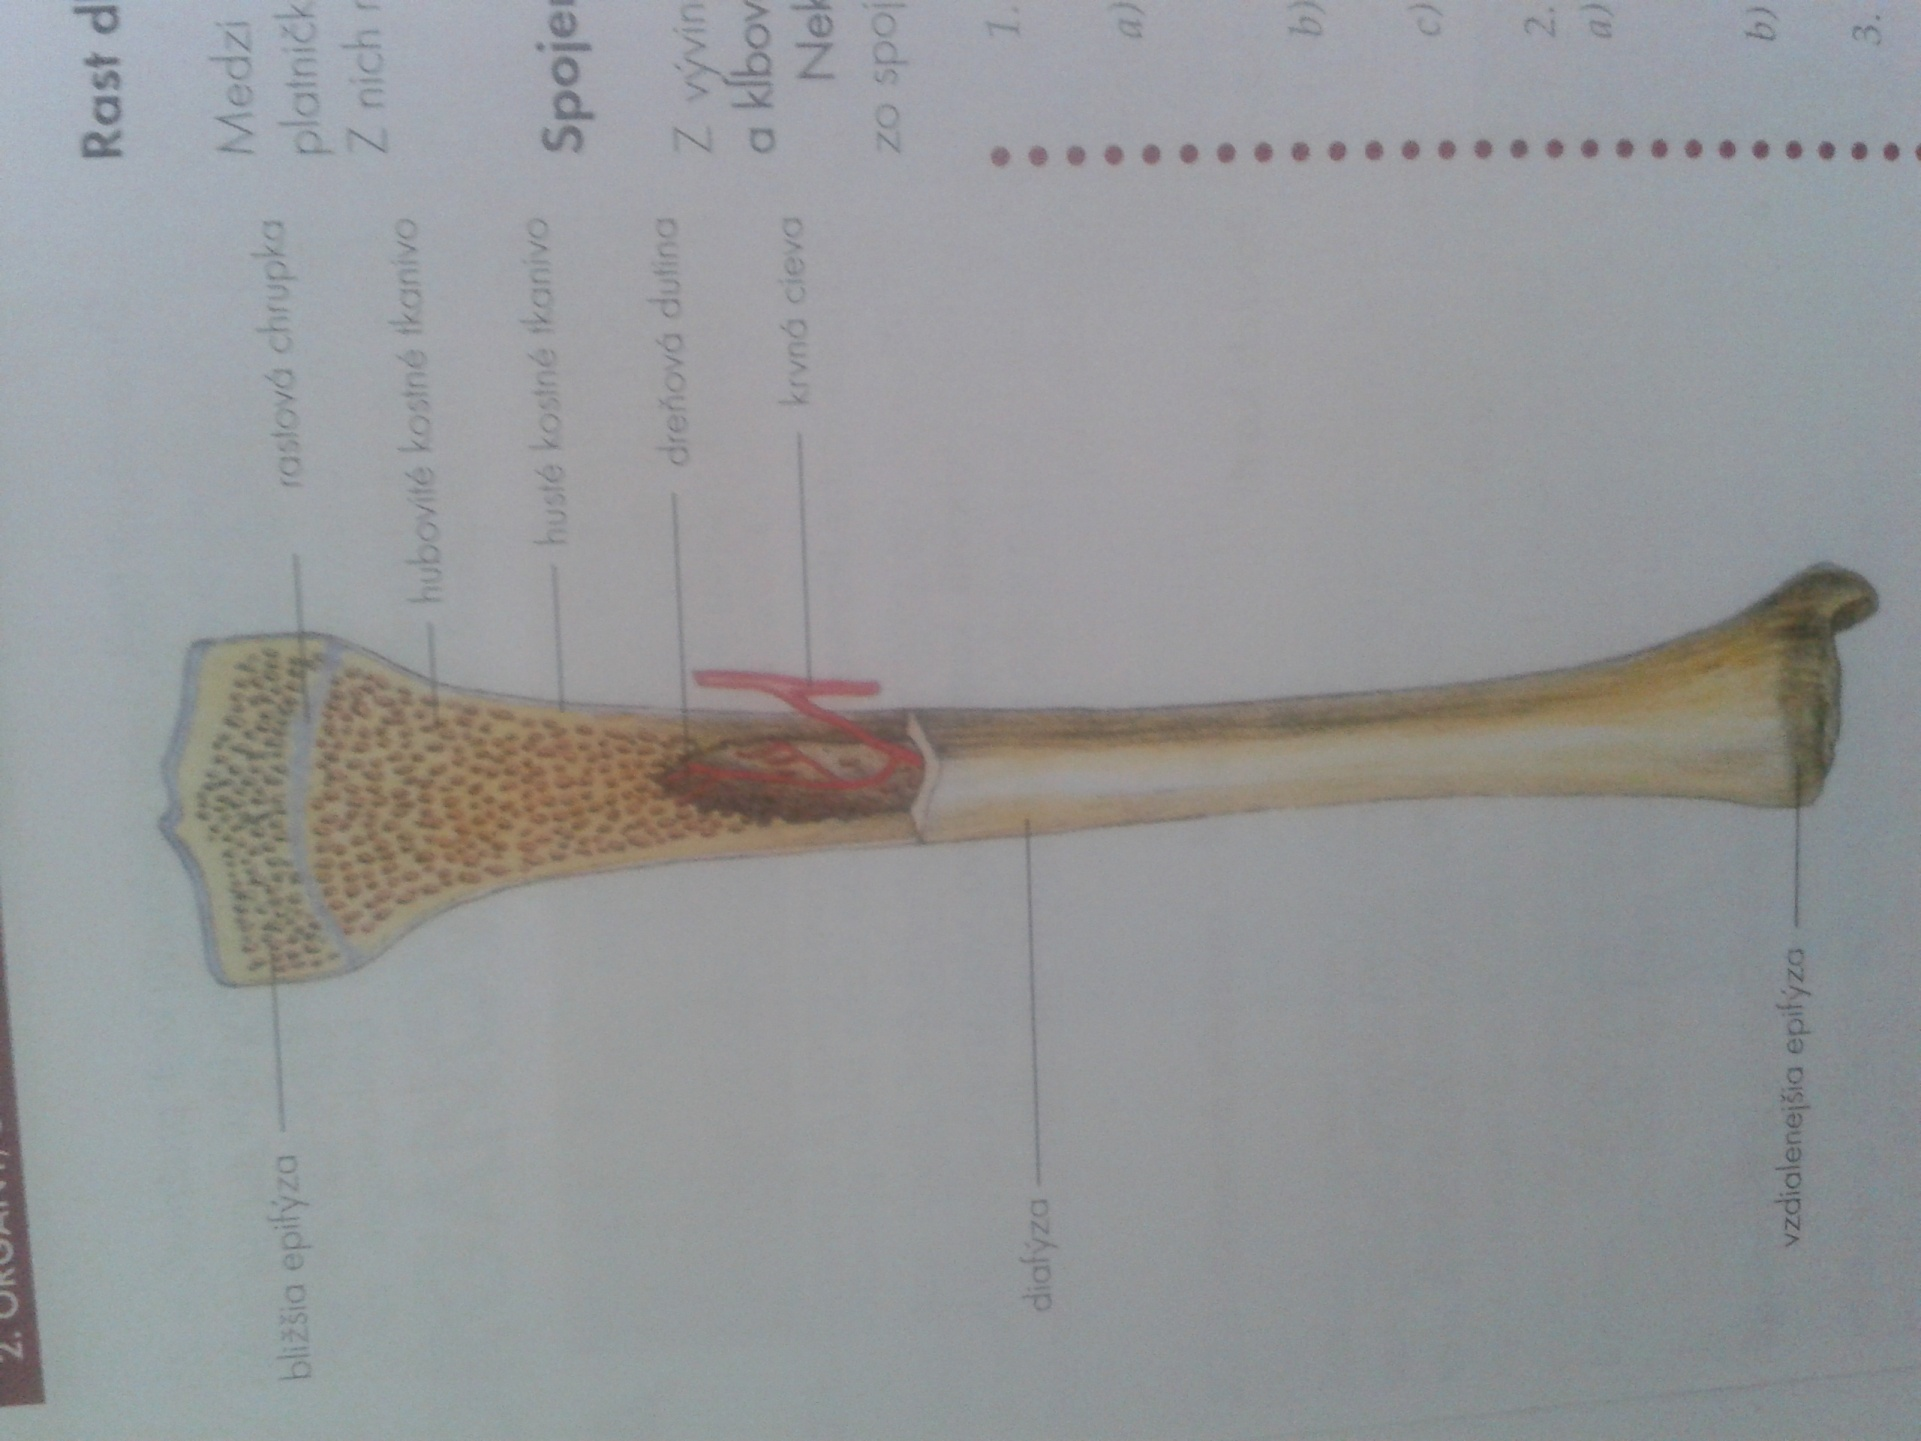 2. ORGÁNY,
rastová chrupka
hubovité kostné tkanivo
husté kostné tkanivo
dreňová dutina
krvná cieva
bližšia epifýza
diafýza
vzdialenejšia epifýza
Rast d
Medzi
platničk
Z nich
Spojen
Z vývin
a kĺbov
Nek
zo spoj
1.
a)
b)
c)
2.
a)
b)
3.